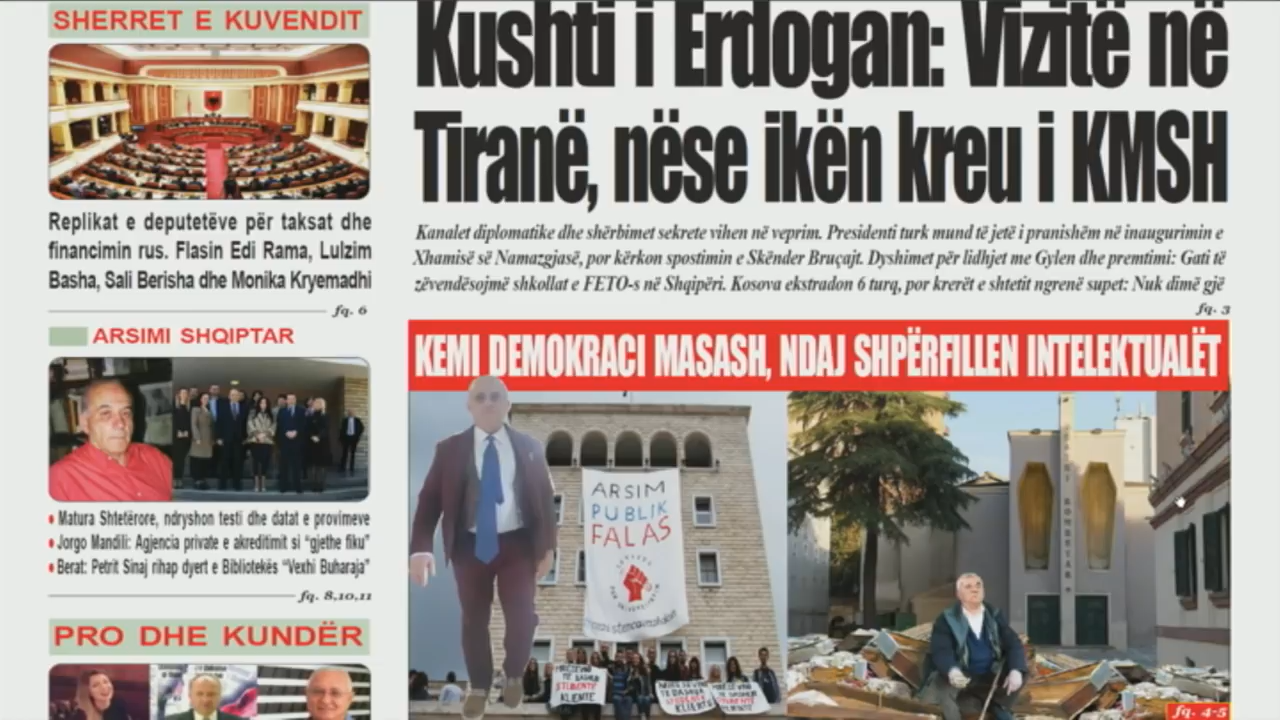 SHERRET E KUVENDIT
Replikat e deputetëve për taksat dhe
financimin rus. Flasin Edi Rama, Lulzim
Basha, Sali Berisha dhe Monika Kryemadhi
fq. 6
ARSIMI SHQIPTAR
• Matura Shtetërore, ndryshon testi dhe datat e provimeve
• Jorgo Mandili: Agjencia private e akreditimit si “gjethe fiku”
• Berat: Petrit Sinaj rihap dyert e Bibliotekës “Vexhi Buharaja”
fq. 8,10,11
PRO DHE KUNDËR
Kushti i Erdogan: Vizitë në
Tiranë, nëse ikën kreu i KMSH
Kanalet diplomatike dhe shërbimet sekrete vihen në veprim. Presidenti turk mund të jetë i pranishëm në inaugurimin e
Xhamisë së Namazgjasë, por kërkon spostimin e Skënder Bruçajt. Dyshimet për lidhjet me Gylen dhe premtimi: Gati të
zëvendësojmë shkollat e FETO-s në Shqipëri. Kosova ekstradon 6 turq, por krerët e shtetit ngrenë supet: Nuk dimë gjë
fq. 3
KEMI DEMOKRACI MASASH, NDAJ SHPËRFILLEN INTELEKTUALËT
ARSIM
PUBLIK
FALAS
fq. 4-5